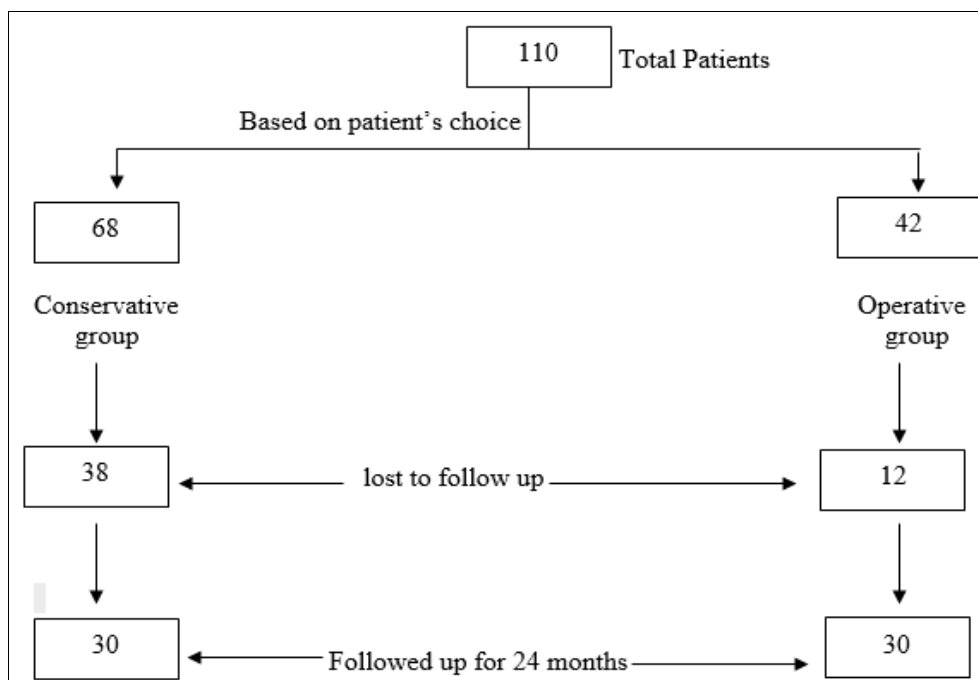 110
Total Patients
Based on patient's choice
68
42
Conservative
group
Operative
group
38
lost to follow up
12
30
Followed up for 24 months
30